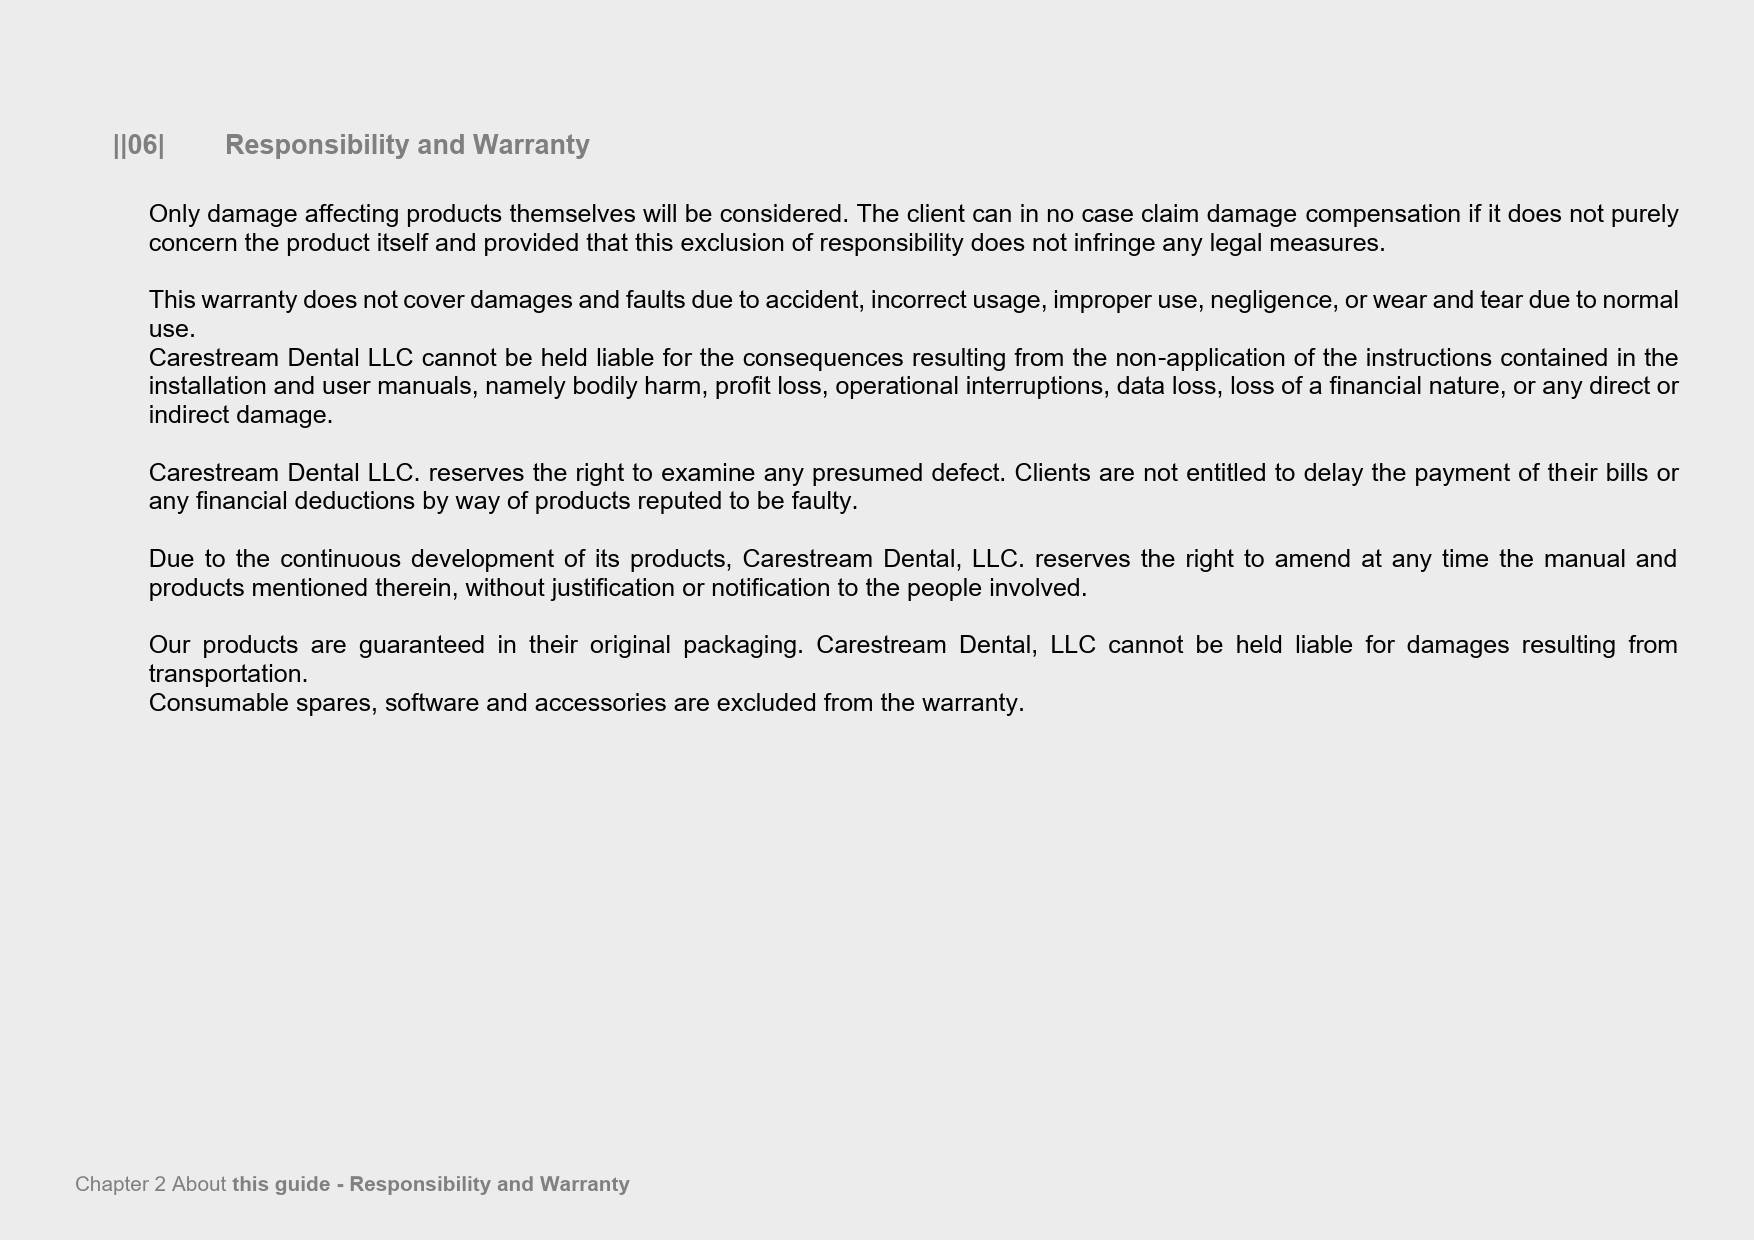 ||06| Responsibility and Warranty
Only damage affecting products themselves will be considered. The client can in no case claim damage compensation if it does not purely
concern the product itself and provided that this exclusion of responsibility does not infringe any legal measures.
This warranty does not cover damages and faults due to accident, incorrect usage, improper use, negligence, or wear and tear due to normal
use.
Carestream Dental LLC cannot be held liable for the consequences resulting from the non-application of the instructions contained in the
installation and user manuals, namely bodily harm, profit loss, operational interruptions, data loss, loss of a financial nature, or any direct or
indirect damage.
Carestream Dental LLC. reserves the right to examine any presumed defect. Clients are not entitled to delay the payment of their bills or
any financial deductions by way of products reputed to be faulty.
Due to the continuous development of its products, Carestream Dental, LLC. reserves the right to amend at any time the manual and
products mentioned therein, without justification or notification to the people involved.
Our products are guaranteed in their original packaging. Carestream Dental, LLC cannot be held liable for damages resulting from
transportation.
Consumable spares, software and accessories are excluded from the warranty.
Chapter 2 About this guide - Responsibility and Warranty